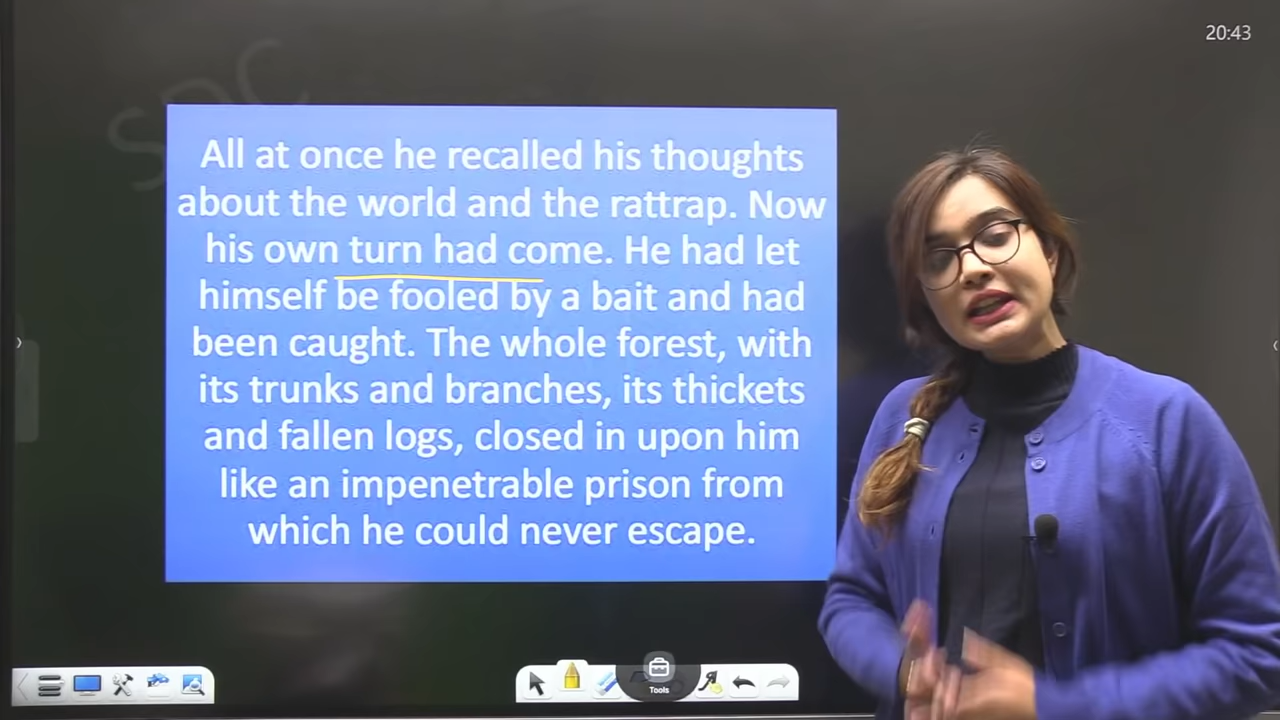 20:43
SDC
All at once he recalled his thoughts
about the world and the rattrap. Now
his own turn had come. He had let
himself be fooled by a bait and had
been caught. The whole forest, with
its trunks and branches, its thickets
and fallen logs, closed in upon him
like an impenetrable prison from
which he could never escape.
Tools